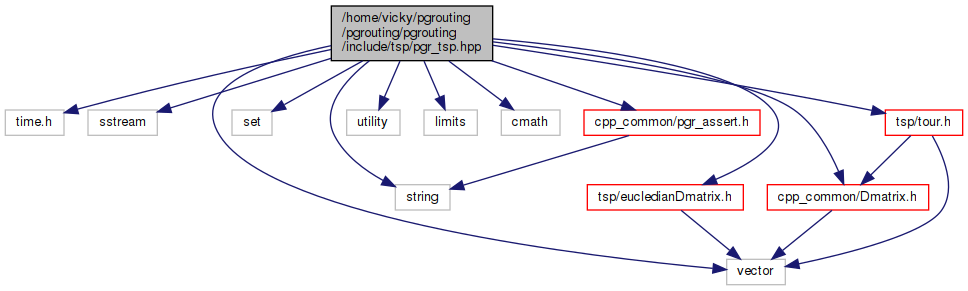 /home/vicky/pgrouting
/pgrouting/pgrouting
/include/tsp/pgr_tsp.hpp
time.h
sstream
set
utility
limits
cmath
cpp_common/pgr_assert.h
tsp/tour.h
string
tsp/eucledianDmatrix.h
cpp_common/Dmatrix.h
vector